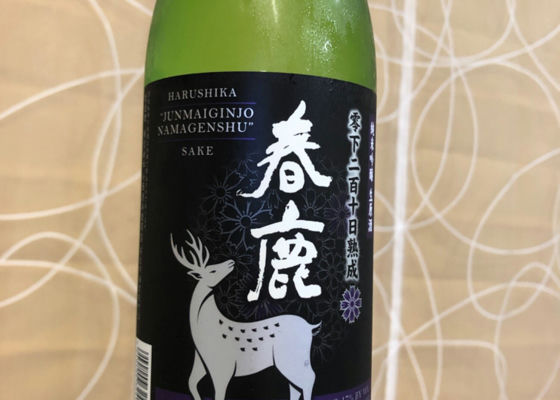 HARUSHIKA
"JUNMAIGINJO
NAMAGENSHU"
SAKE
純米吟醸 生原酒
零下二百十日熟成
春鹿